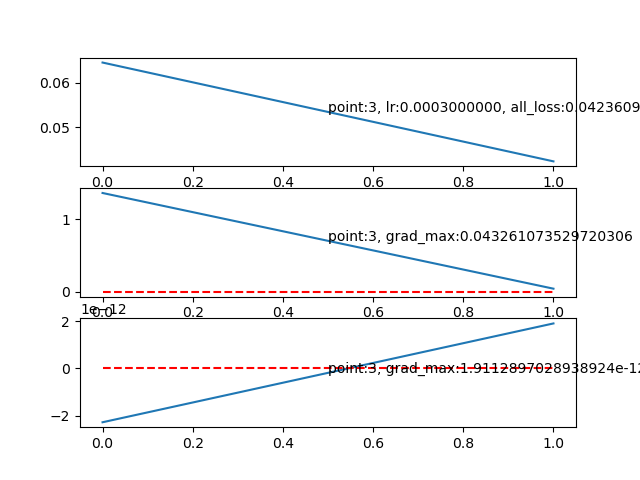 0.06
point:3, lr:0.0003000000, all_loss:0.0423609
0.05
0.0 0.2 0.4 0.6 0.8 1.0
1
point:3, grad_max:0.043261073529720306
0
0.0 0.2 0.4 0.6 0.8 1.0
1e−12
2
0
point:3, grad_max:1.9112897028938924e-12
−2
0.0 0.2 0.4 0.6 0.8 1.0